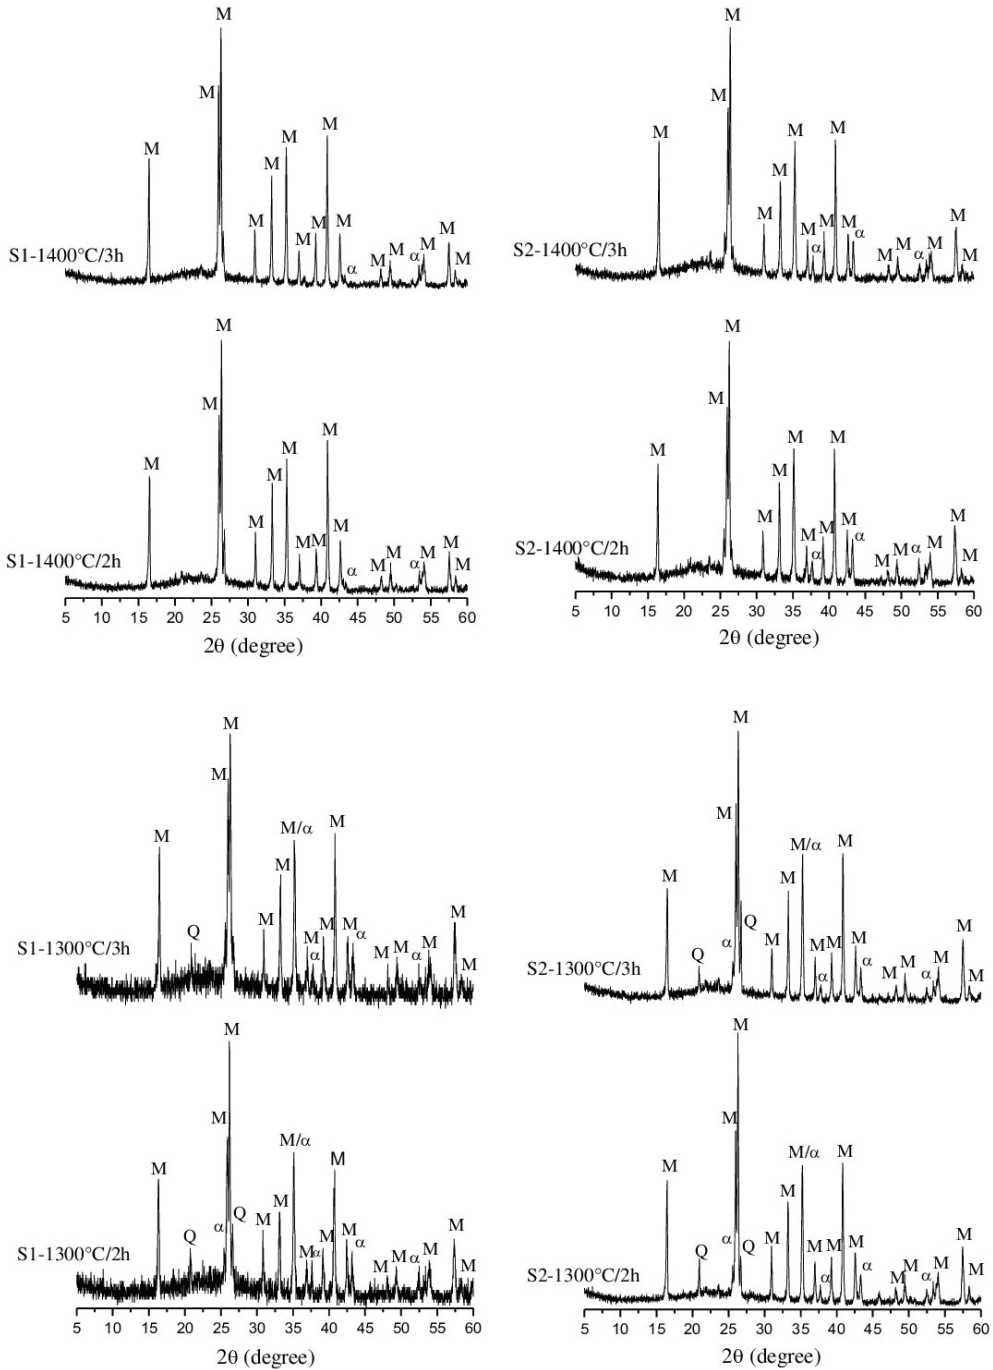 S1-1400°C/3h
M M M M M M M M M M α M M α M M M
S1-1400°C/2h
M M M M M M M M M M α M M α M M M
5 10 15 20 25 30 35 40 45 50 55 60
2θ (degree)
S2-1400°C/3h
M M M M M M M α M M M α M M α M M M
S2-1400°C/2h
M M M M M M M α M M M α M M α M M M
5 10 15 20 25 30 35 40 45 50 55 60
2θ (degree)
S1-1300°C/3h
M Q M M M M M/α M α M M M α M M α M M M
S1-1300°C/2h
M Q α M M Q M M M/α M α M M M α M M α M M M
5 10 15 20 25 30 35 40 45 50 55 60
2θ (degree)
S2-1300°C/3h
M Q α M M Q M M M/α M α M M M α M M α M M M
S2-1300°C/2h
M Q α M M Q M M M/α M α M M M α M M α M M M
5 10 15 20 25 30 35 40 45 50 55 60
2θ (degree)